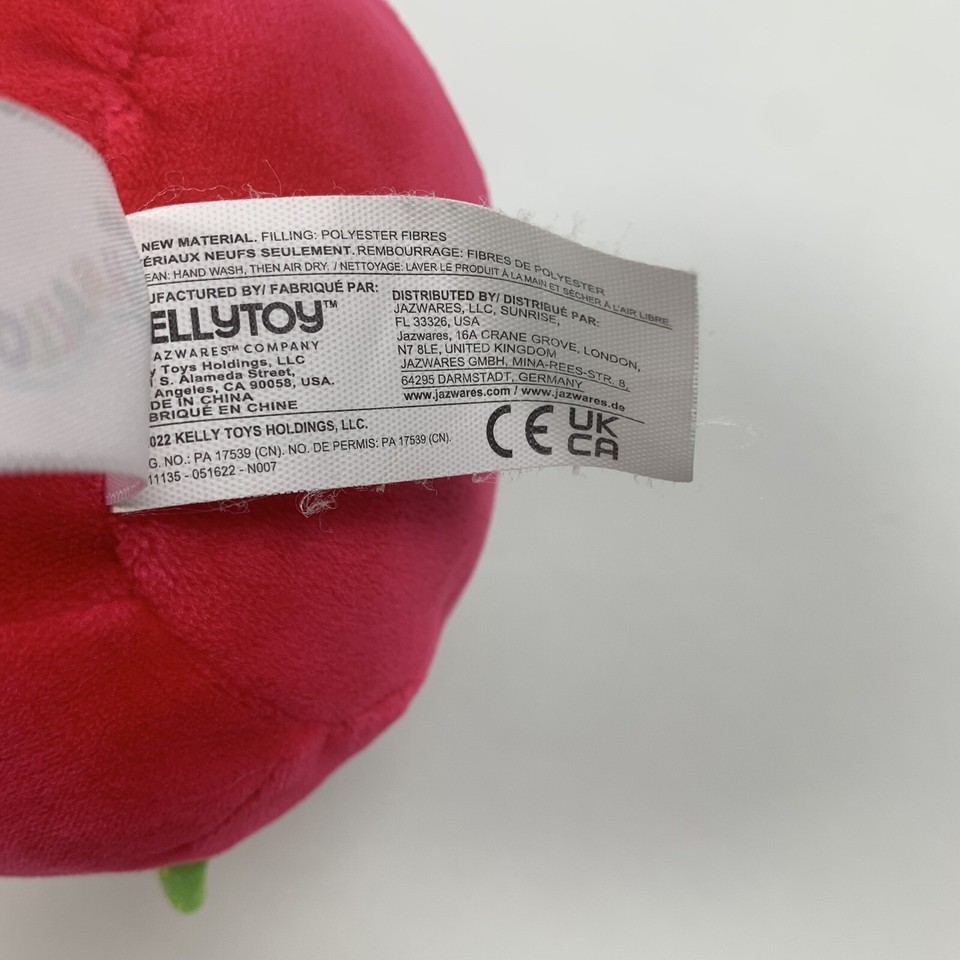 NEW MATERIAL. FILLING: POLYESTER FIBRES
ÉRIAUX NEUFS SEULEMENT. REMBOURRAGE: FIBRES DE POLYESTER
EAN: HAND WASH, THEN AIR DRY. / NETTOYAGE: LAVER LE PRODUIT À LA MAIN ET SÉCHER À L'AIR LIBRE.
UFACTURED BY/ FABRIQUÉ PAR:
ELLYTOY™
JAZWARES™ COMPANY
y Toys Holdings, LLC
S. Alameda Street,
Angeles, CA 90058, USA.
DE IN CHINA
BRIQUÉ EN CHINE
DISTRIBUTED BY/ DISTRIBUÉ PAR:
JAZWARES, LLC, SUNRISE,
FL 33326, USA
Jazwares, 16A CRANE GROVE, LONDON,
N7 8LE, UNITED KINGDOM
JAZWARES GMBH, MINA-REES-STR. 8,
64295 DARMSTADT, GERMANY
www.jazwares.com / www.jazwares.de
022 KELLY TOYS HOLDINGS, LLC.
G. NO.: PA 17539 (CN). NO. DE PERMIS: PA 17539 (CN).
11135 - 051622 - N007
CE
UK
CA